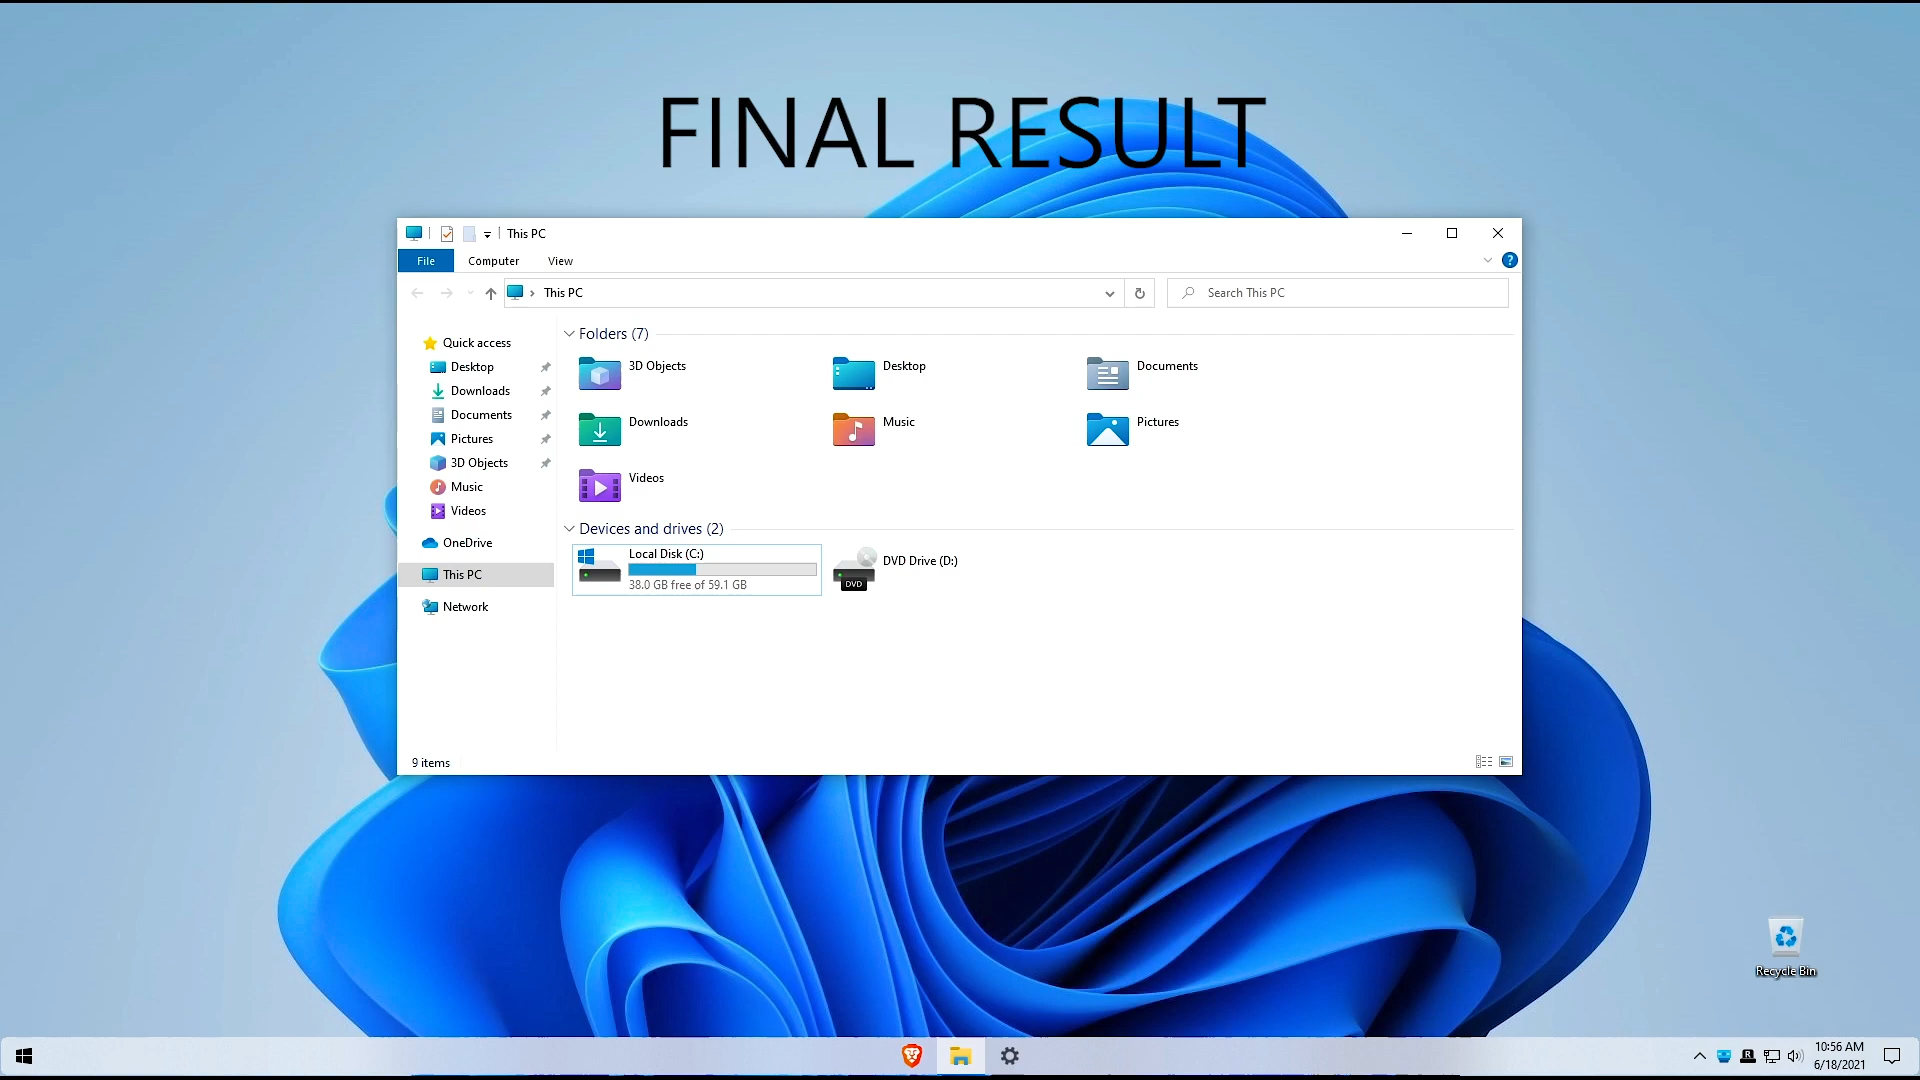 FINAL RESULT
This PC
File Computer View
This PC
Search This PC
Quick access
Desktop
Downloads
Documents
Pictures
3D Objects
Music
Videos
OneDrive
This PC
Network
Folders (7)
3D Objects
Desktop
Documents
Downloads
Music
Pictures
Videos
Devices and drives (2)
Local Disk (C:)
38.0 GB free of 59.1 GB
DVD
DVD Drive (D:)
9 items
Recycle Bin
10:56 AM
6/18/2021